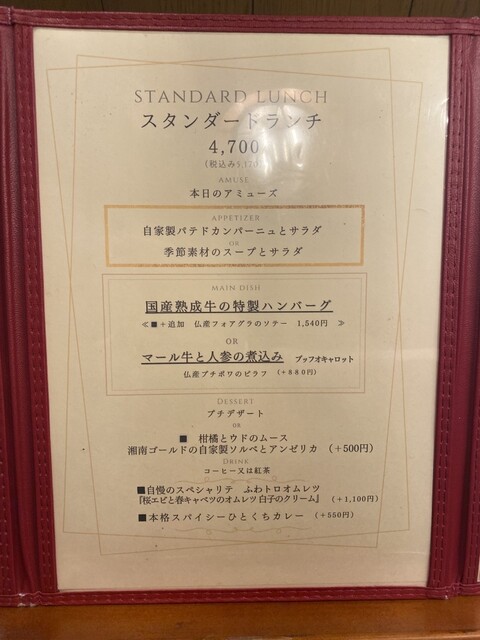 STANDARD LUNCH
スタンダードランチ
4,700
(税込み5,170
AMUSE
本日のアミューズ
APPETIZER
自家製パテドカンパーニュとサラダ
OR
季節素材のスープとサラダ
MAIN DISH
国産熟成牛の特製ハンバーグ
≪■+追加 仏産フォアグラのソテー 1,540円 ≫
OR
マール牛と人参の煮込み ブッフオキャロット
仏産プチポワのピラフ (+880円)
DESSERT
プチデザート
OR
■ 柑橘とウドのムース
湘南ゴールドの自家製ソルベとアンゼリカ (+500円)
DRINK
コーヒー又は紅茶
■自慢のスペシャリテ ふわトロオムレツ
『桜エビと春キャベツのオムレツ 白子のクリーム』 (+1,100円)
■本格スパイシーひとくちカレー (+550円)